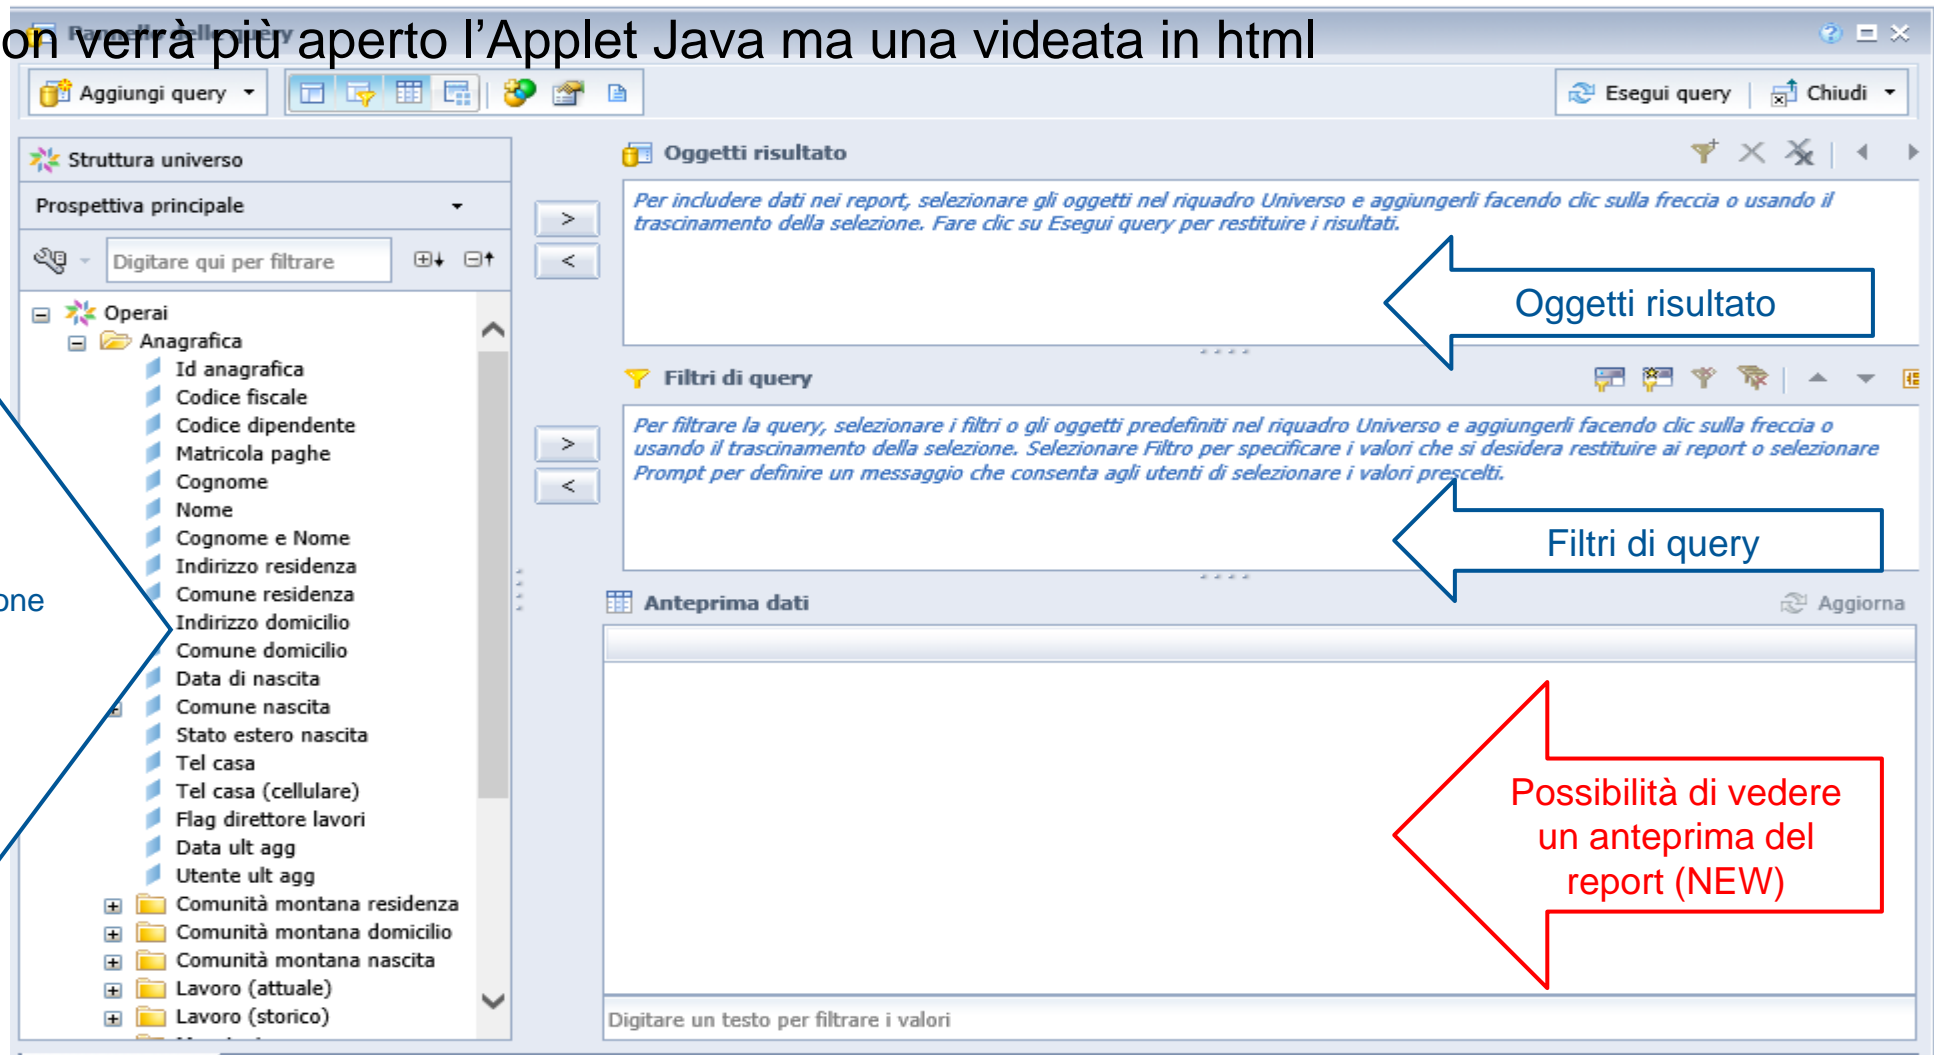 on verrà più aperto l'Applet Java ma una videata in html
Pannello delle query
Aggiungi query
Esegui query
Chiudi
Struttura universo
Prospettiva principale
Digitare qui per filtrare
Operai
Anagrafica
Id anagrafica
Codice fiscale
Codice dipendente
Matricola paghe
Cognome
Nome
Cognome e Nome
Indirizzo residenza
Comune residenza
Indirizzo domicilio
Comune domicilio
Data di nascita
Comune nascita
Stato estero nascita
Tel casa
Tel casa (cellulare)
Flag direttore lavori
Data ult agg
Utente ult agg
Comunità montana residenza
Comunità montana domicilio
Comunità montana nascita
Lavoro (attuale)
Lavoro (storico)
one
>
<
Oggetti risultato
Per includere dati nei report, selezionare gli oggetti nel riquadro Universo e aggiungerli facendo clic sulla freccia o usando il
trascinamento della selezione. Fare clic su Esegui query per restituire i risultati.
Oggetti risultato
>
<
Filtri di query
Per filtrare la query, selezionare i filtri o gli oggetti predefiniti nel riquadro Universo e aggiungerli facendo clic sulla freccia o
usando il trascinamento della selezione. Selezionare Filtro per specificare i valori che si desidera restituire ai report o selezionare
Prompt per definire un messaggio che consenta agli utenti di selezionare i valori prescelti.
Filtri di query
Anteprima dati
Aggiorna
Possibilità di vedere
un anteprima del
report (NEW)
Digitare un testo per filtrare i valori